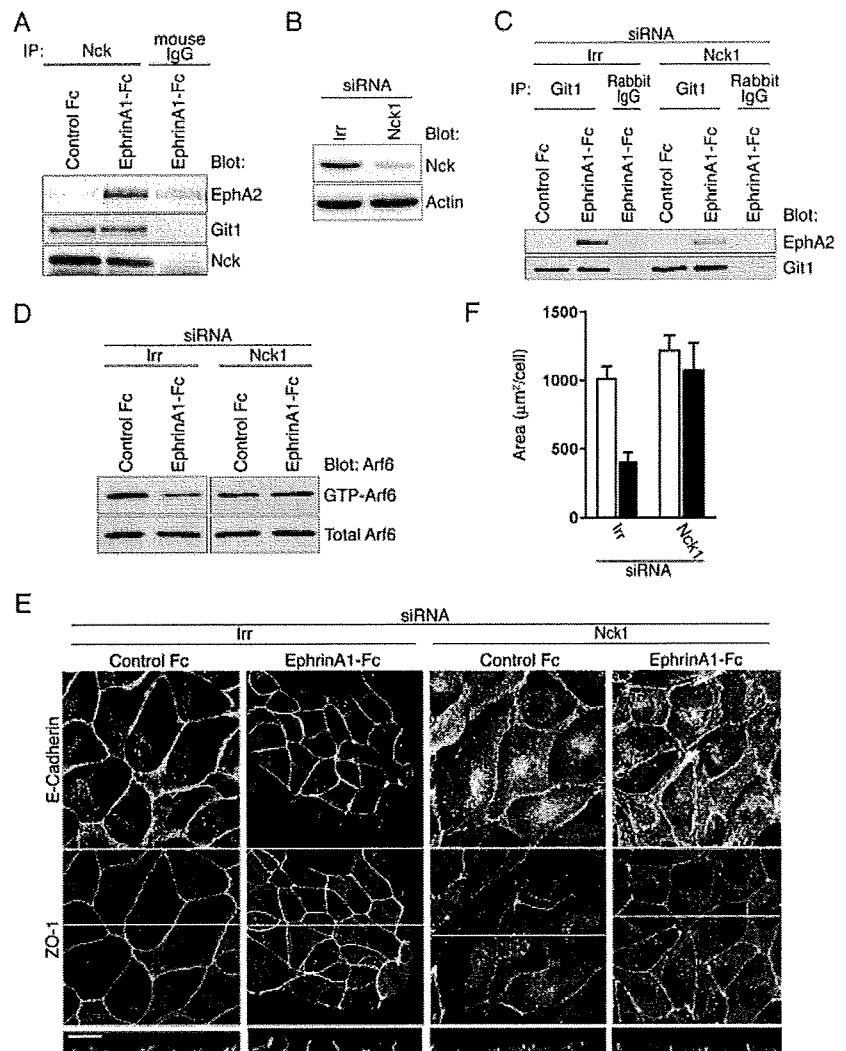 A
IP: Nck mouse IgG
Control Fc
EphrinA1-Fc
EphrinA1-Fc
Blot:
EphA2
Git1
Nck
B
siRNA
Irr
Nck1
Blot:
Nck
Actin
C
siRNA
Irr Nck1
IP: Git1 Rabbit IgG Git1 Rabbit IgG
Control Fc
EphrinA1-Fc
EphrinA1-Fc
Control Fc
EphrinA1-Fc
EphrinA1-Fc
Blot:
EphA2
Git1
D
siRNA
Irr Nck1
Control Fc
EphrinA1-Fc
Control Fc
EphrinA1-Fc
Blot: Arf6
GTP-Arf6
Total Arf6
F
Area (μm²/cell)
1500
1000
500
0
Irr
Nck1
siRNA
E
siRNA
Irr Nck1
Control Fc EphrinA1-Fc Control Fc EphrinA1-Fc
E-Cadherin
ZO-1